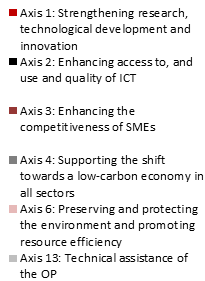 Axis 1: Strengthening research,
technological development and
innovation
Axis 2: Enhancing access to, and
use and quality of ICT
Axis 3: Enhancing the
competitiveness of SMEs
Axis 4: Supporting the shift
towards a low-carbon economy in
all sectors
Axis 6: Preserving and protecting
the environment and promoting
resource efficiency
Axis 13: Technical assistance of
the OP